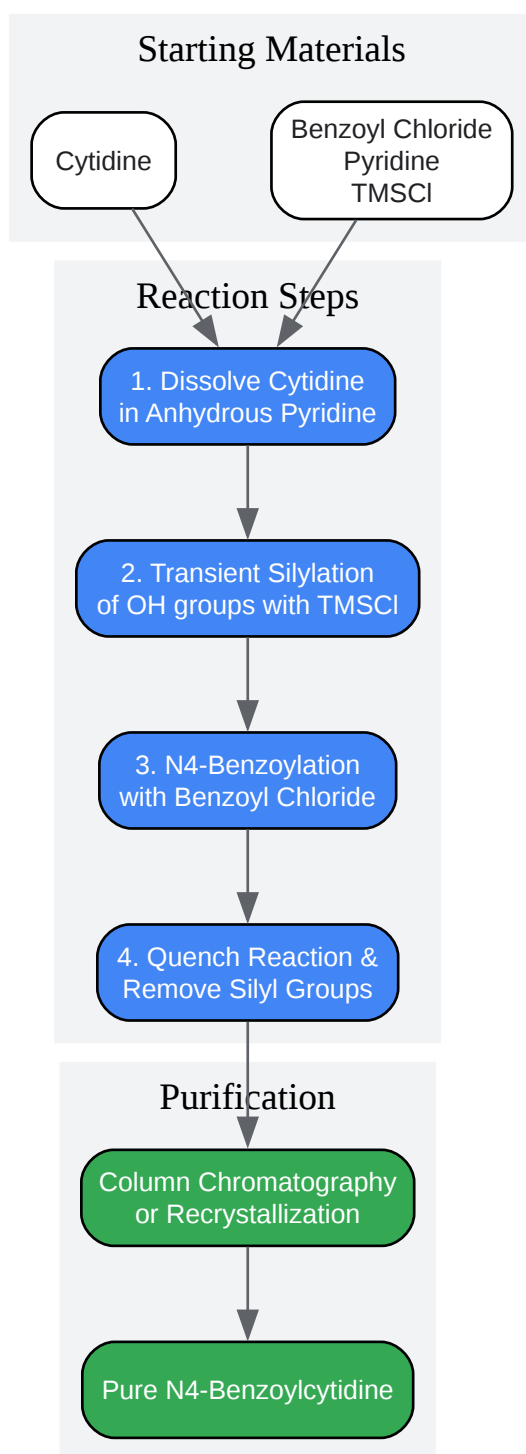 Starting Materials
Cytidine
Benzoyl Chloride
Pyridine
TMSCl
Reaction Steps
1. Dissolve Cytidine
in Anhydrous Pyridine
2. Transient Silylation
of OH groups with TMSCl
3. N4-Benzoylation
with Benzoyl Chloride
4. Quench Reaction &
Remove Silyl Groups
Purification
Column Chromatography
or Recrystallization
Pure N4-Benzoylcytidine